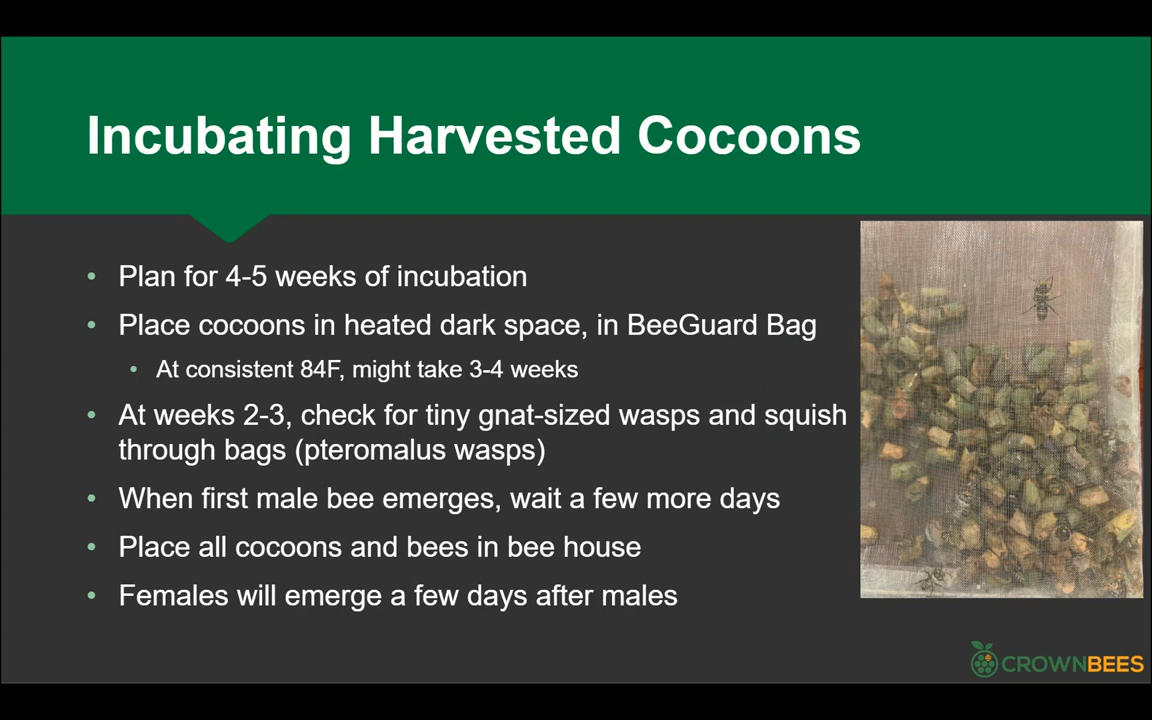 Incubating Harvested Cocoons
• Plan for 4-5 weeks of incubation
• Place cocoons in heated dark space, in BeeGuard Bag
• At consistent 84F, might take 3-4 weeks
• At weeks 2-3, check for tiny gnat-sized wasps and squish
through bags (pteromalus wasps)
• When first male bee emerges, wait a few more days
• Place all cocoons and bees in bee house
• Females will emerge a few days after males
CROWNBEES